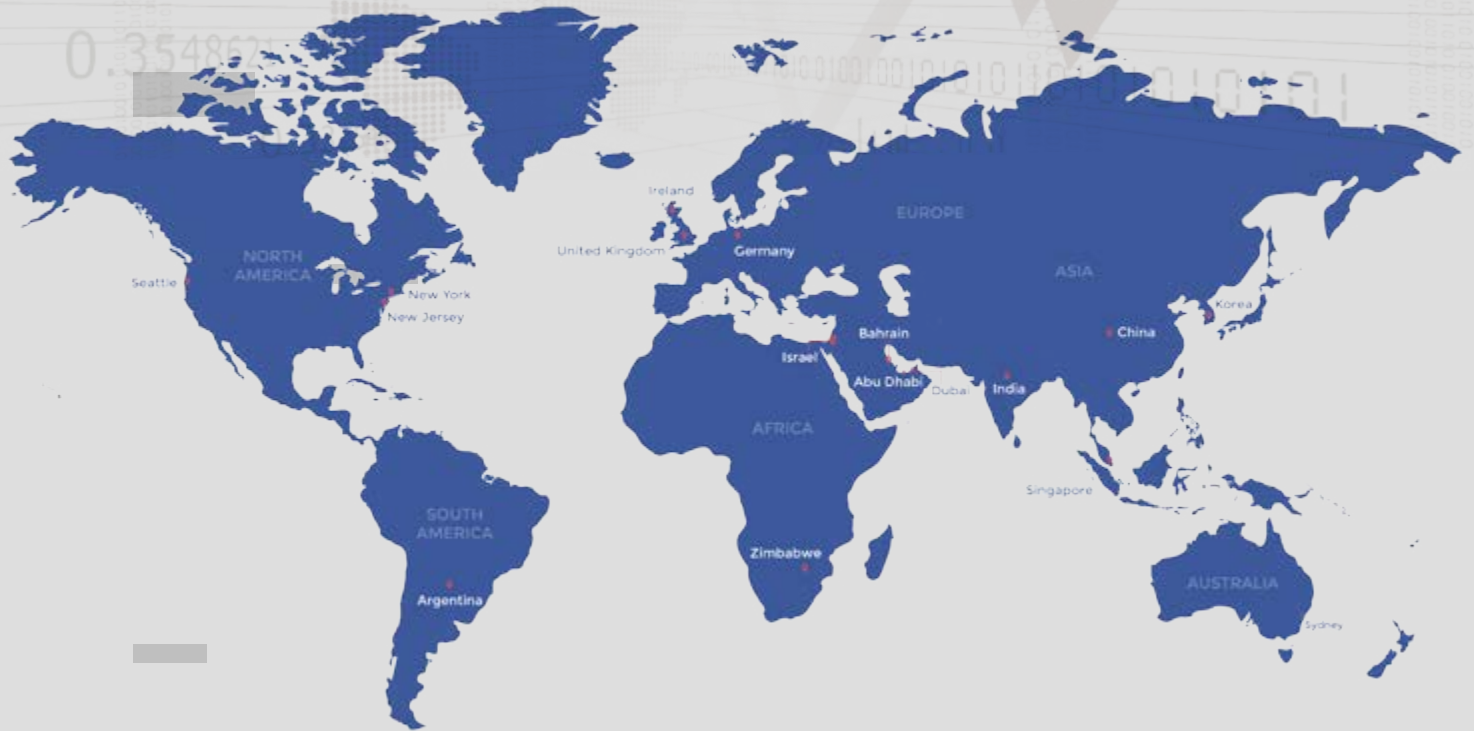 0.3548621
Ireland
EUROPE
United Kingdom
Germany
NORTH
AMERICA
ASIA
Seattle
New York
New Jersey
Korea
Bahrain
China
Israel
Abu Dhabi
Dubai
India
AFRICA
Singapore
SOUTH
AMERICA
Zimbabwe
AUSTRALIA
Argentina
Sydney